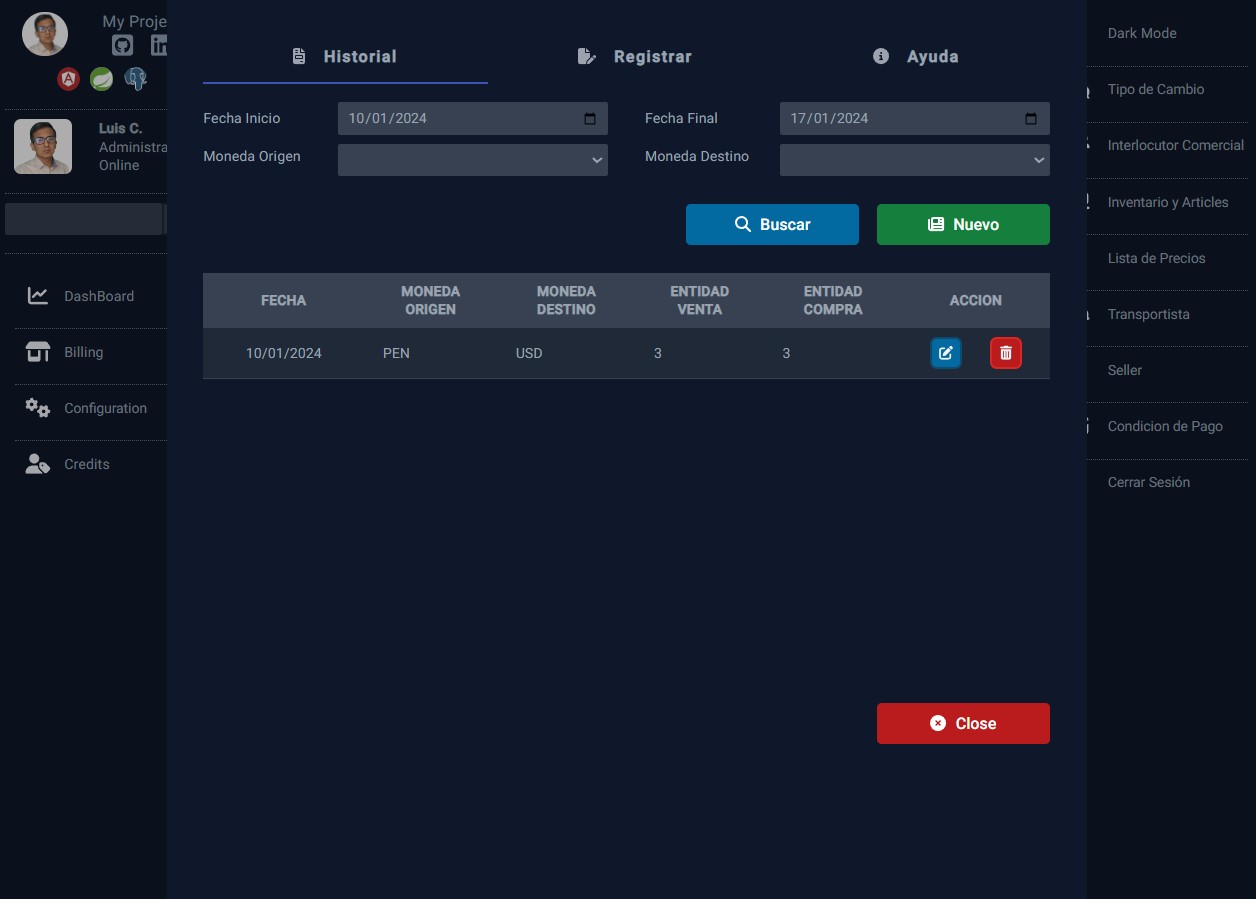 My Proje
Luis C.
Administra
Online
DashBoard
Billing
Configuration
Credits
Historial
Registrar
Ayuda
Fecha Inicio 10/01/2024 Fecha Final 17/01/2024
Moneda Origen Moneda Destino
Buscar Nuevo
FECHA MONEDA ORIGEN MONEDA DESTINO ENTIDAD VENTA ENTIDAD COMPRA ACCION
10/01/2024 PEN USD 3 3
Close
Dark Mode
Tipo de Cambio
Interlocutor Comercial
Inventario y Articles
Lista de Precios
Transportista
Seller
Condicion de Pago
Cerrar Sesión